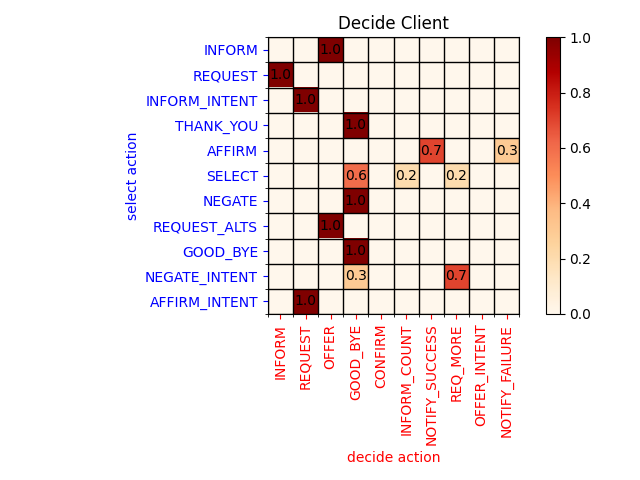 Decide Client
INFORM 1.0
REQUEST 1.0
INFORM_INTENT 1.0
THANK_YOU 1.0
AFFIRM 0.7 0.3
SELECT 0.6 0.2 0.2
NEGATE 1.0
REQUEST_ALTS 1.0
GOOD_BYE 1.0
NEGATE_INTENT 0.3 0.7
AFFIRM_INTENT 1.0
select action
INFORM
REQUEST
OFFER
GOOD_BYE
CONFIRM
INFORM_COUNT
NOTIFY_SUCCESS
REQ_MORE
OFFER_INTENT
NOTIFY_FAILURE
decide action
1.0
0.8
0.6
0.4
0.2
0.0